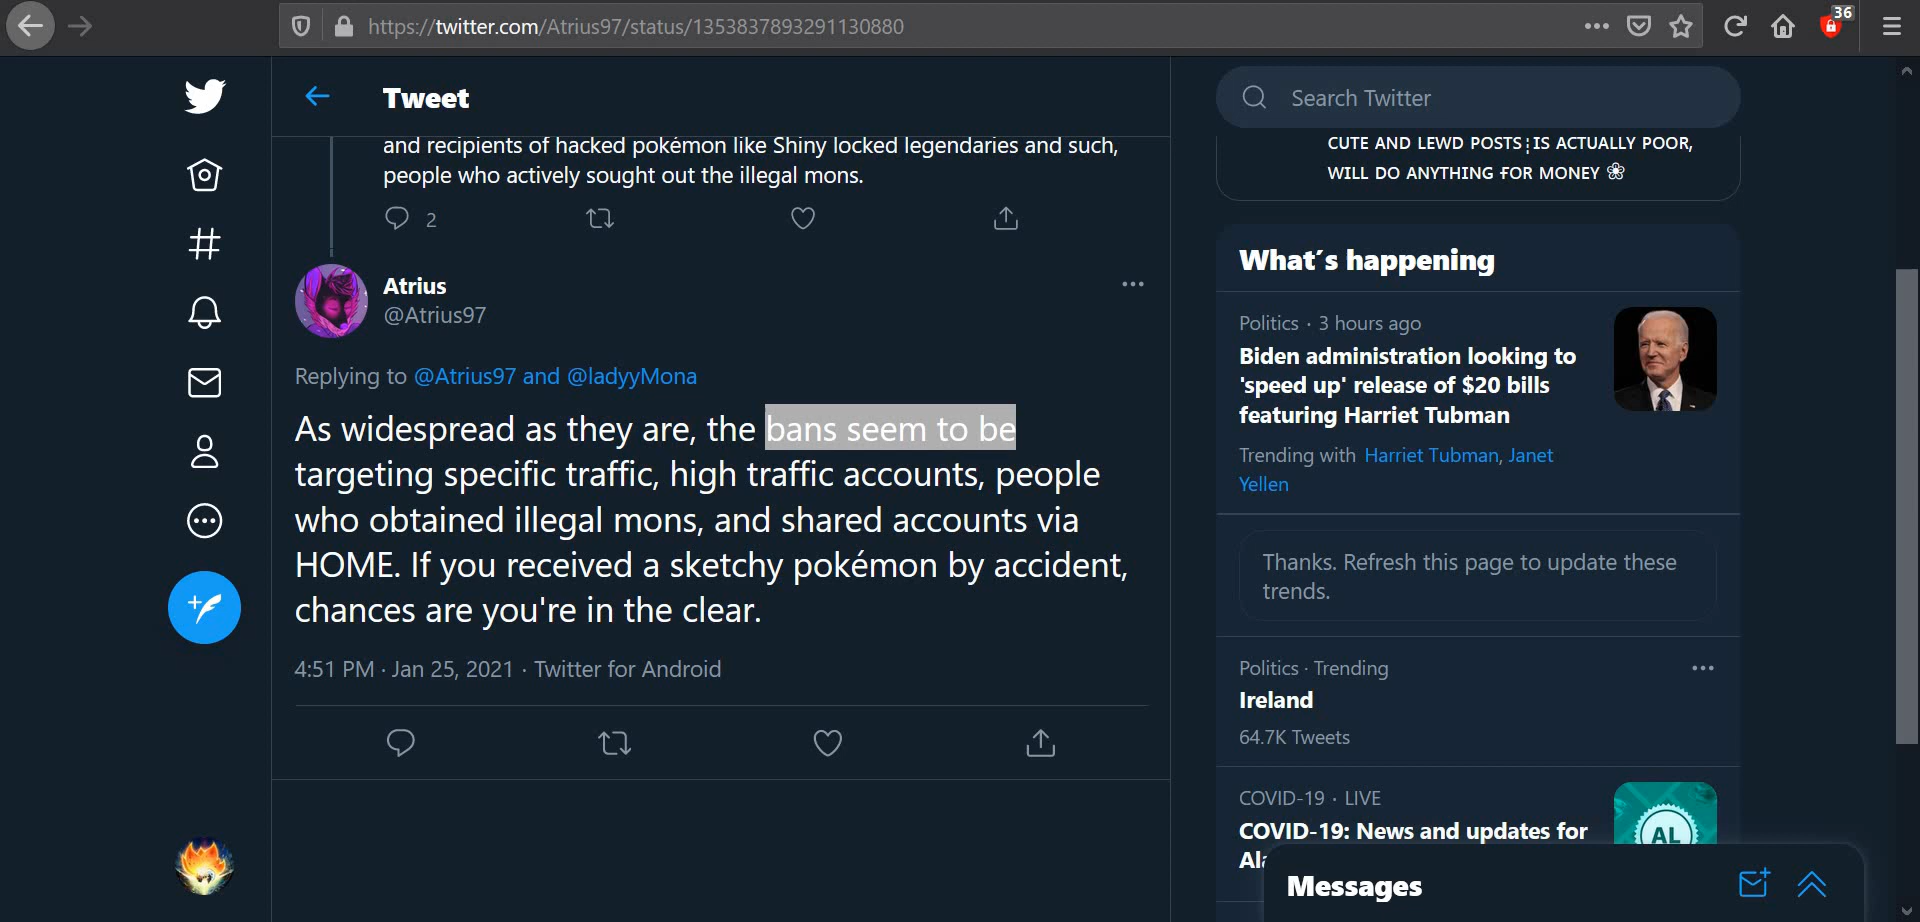 https://twitter.com/Atrius97/status/1353837893291130880
36
Tweet
Search Twitter
and recipients of hacked pokémon like Shiny locked legendaries and such,
people who actively sought out the illegal mons.
2
Atrius
@Atrius97
Replying to @Atrius97 and @ladyyMona
As widespread as they are, the bans seem to be
targeting specific traffic, high traffic accounts, people
who obtained illegal mons, and shared accounts via
HOME. If you received a sketchy pokémon by accident,
chances are you're in the clear.
4:51 PM · Jan 25, 2021 · Twitter for Android
CUTE AND LEWD POSTS¦IS ACTUALLY POOR,
WILL DO ANYTHING FOR MONEY ❀
What's happening
Politics · 3 hours ago
Biden administration looking to
'speed up' release of $20 bills
featuring Harriet Tubman
Trending with Harriet Tubman, Janet
Yellen
Thanks. Refresh this page to update these
trends.
Politics · Trending
Ireland
64.7K Tweets
COVID-19 · LIVE
COVID-19: News and updates for
AL
Messages